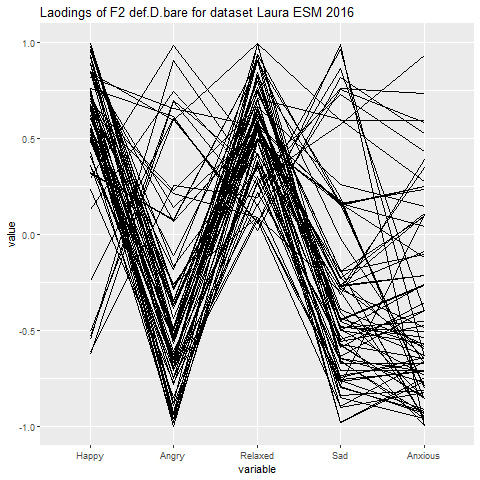 Laodings of F2 def.D.bare for dataset Laura ESM 2016
value
1.0
0.5
0.0
-0.5
-1.0
Happy Angry Relaxed Sad Anxious
variable